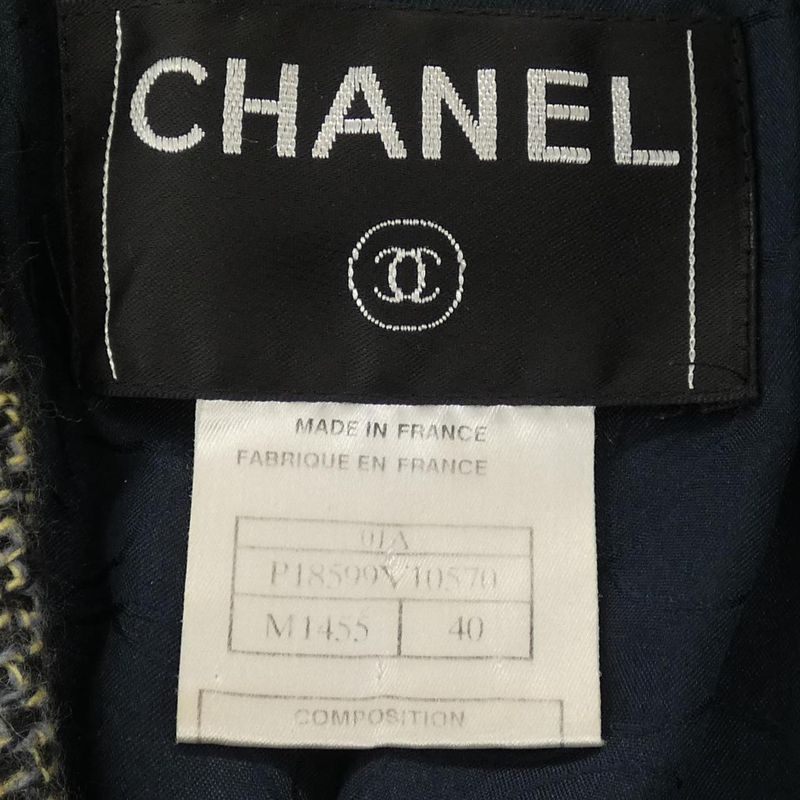 CHANEL
MADE IN FRANCE
FABRIQUE EN FRANCE
01A
P18599V10570
M1455 40
COMPOSITION